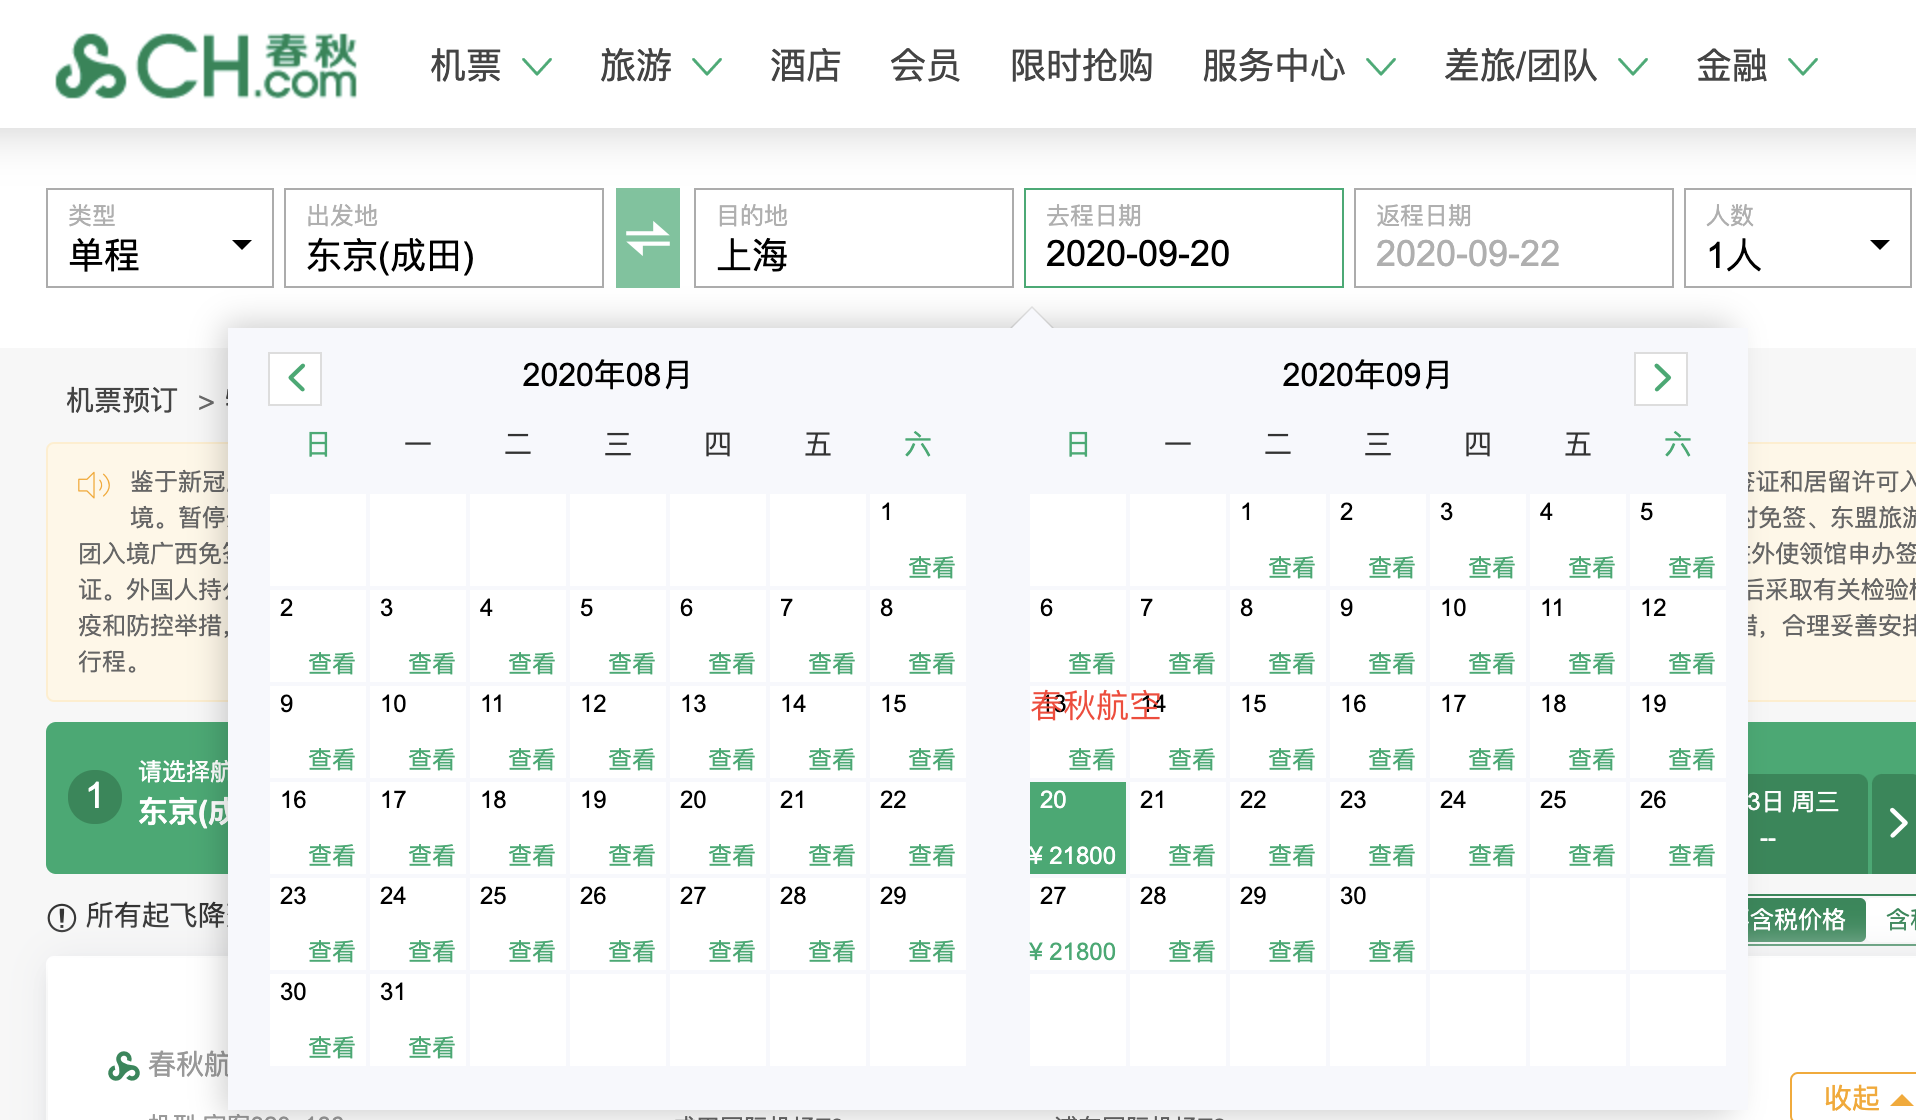 CH春秋.com
机票 旅游 酒店 会员 限时抢购 服务中心 差旅/团队 金融
类型 出发地 目的地 去程日期 返程日期 人数
单程 东京(成田) 上海 2020-09-20 2020-09-22 1人
2020年08月 2020年09月
机票预订 >
日 一 二 三 四 五 六 日 一 二 三 四 五 六
鉴于新冠 签证和居留许可入
境。暂停 时免签、东盟旅游
团入境广西免签 外使领馆申办签
证。外国人持公 后采取有关检验检
疫和防控举措, 措，合理妥善安排
行程。
1 1 2 3 4 5
查看 查看 查看 查看 查看 查看
2 3 4 5 6 7 8 6 7 8 9 10 11 12
查看 查看 查看 查看 查看 查看 查看 查看 查看 查看 查看 查看 查看 查看
9 10 11 12 13 14 15 13 14 15 16 17 18 19
春秋航空
查看 查看 查看 查看 查看 查看 查看 查看 查看 查看 查看 查看 查看 查看
1 请选择航 3日 周三
东京(成 --
16 17 18 19 20 21 22 20 21 22 23 24 25 26
查看 查看 查看 查看 查看 查看 查看 ¥ 21800 查看 查看 查看 查看 查看 查看
23 24 25 26 27 28 29 27 28 29 30
所有起飞降 含税价格 含税
查看 查看 查看 查看 查看 查看 查看 ¥ 21800 查看 查看 查看
30 31
查看 查看
春秋航
收起